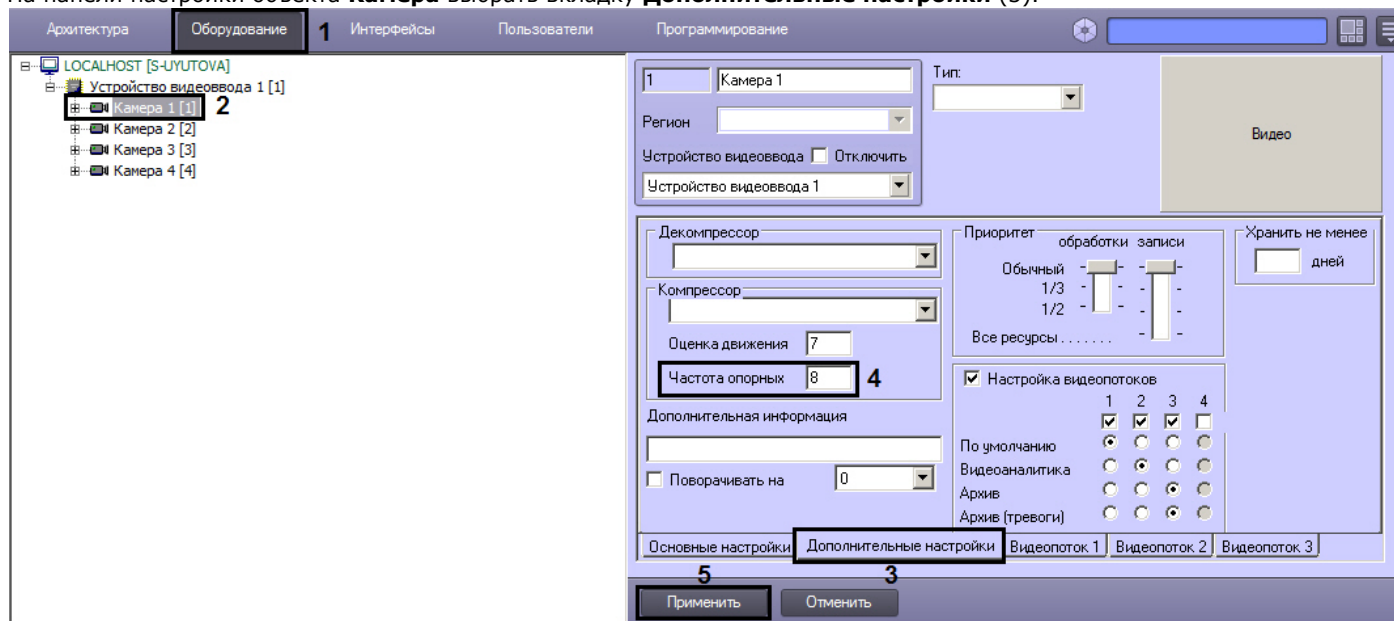 На панели настройки объекта Камера выбрать вкладку Дополнительные настройки (3).
Архитектура Оборудование 1 Интерфейсы Пользователи Программирование
LOCALHOST [S-UYUTOVA]
Устройство видеоввода 1 [1]
Камера 1 [1] 2
Камера 2 [2]
Камера 3 [3]
Камера 4 [4]
1 Камера 1
Регион
Устройство видеоввода Отключить
Устройство видеоввода 1
Тип:
Видео
Декомпрессор
Компрессор
Оценка движения 7
Частота опорных 8 4
Дополнительная информация
Поворачивать на 0
Приоритет
обработки записи
Обычный
1/3
1/2
Все ресурсы . . . . . . .
Хранить не менее
дней
Настройка видеопотоков
1 2 3 4
По умолчанию
Видеоаналитика
Архив
Архив (тревоги)
Основные настройки Дополнительные настройки Видеопоток 1 Видеопоток 2 Видеопоток 3
5 3
Применить Отменить